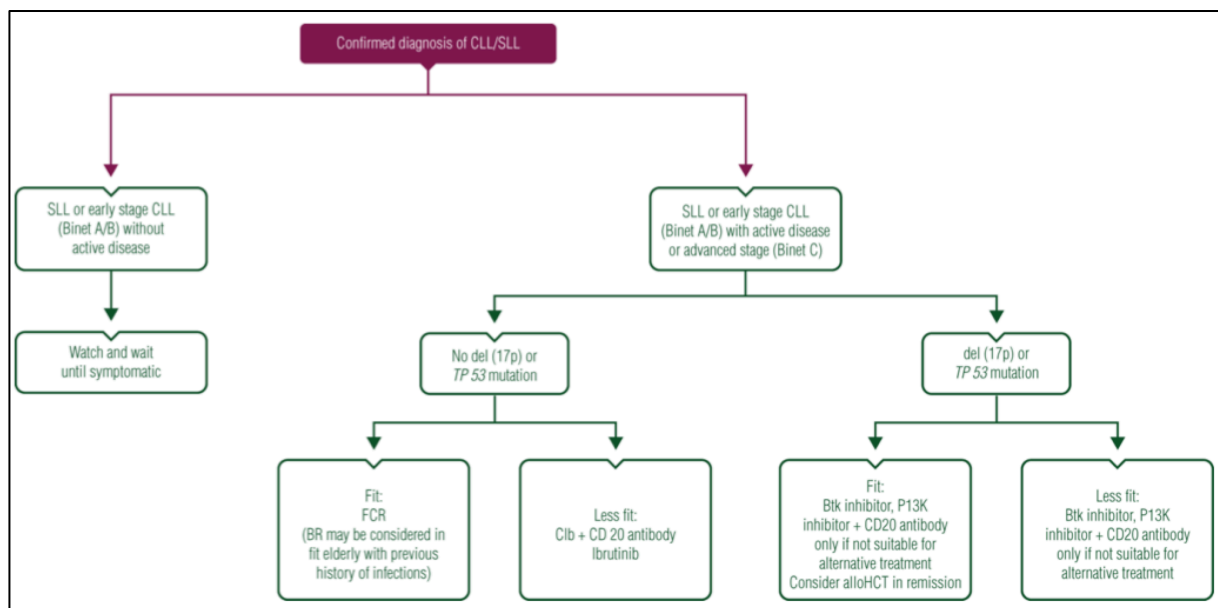 Confirmed diagnosis of CLL/SLL
SLL or early stage CLL
(Binet A/B) without
active disease
SLL or early stage CLL
(Binet A/B) with active disease
or advanced stage (Binet C)
Watch and wait
until symptomatic
No del (17p) or
TP 53 mutation
del (17p) or
TP 53 mutation
Fit:
FCR
(BR may be considered in
fit elderly with previous
history of infections)
Less fit:
Clb + CD 20 antibody
Ibrutinib
Fit:
Btk inhibitor, P13K
inhibitor + CD20 antibody
only if not suitable for
alternative treatment
Consider alloHCT in remission
Less fit:
Btk inhibitor, P13K
inhibitor + CD20 antibody
only if not suitable for
alternative treatment